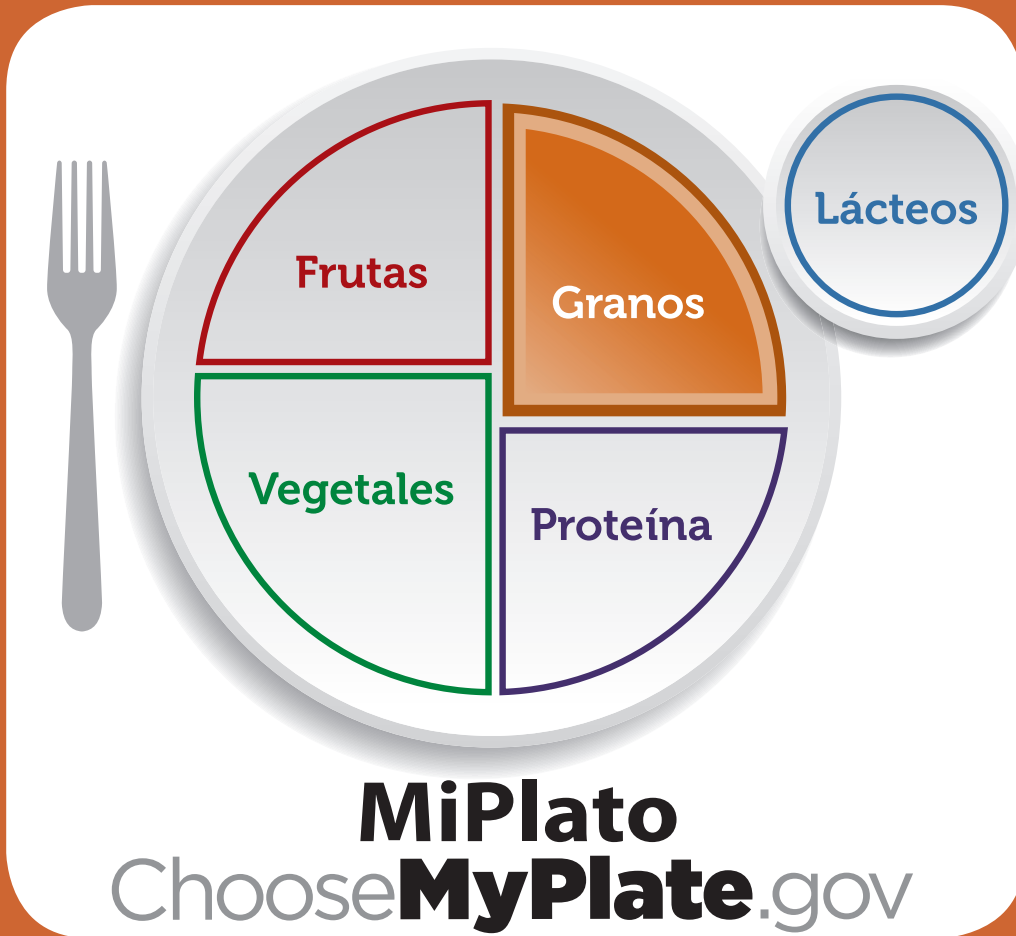 Frutas
Granos
Lácteos
Vegetales
Proteína
MiPlato
ChooseMyPlate.gov